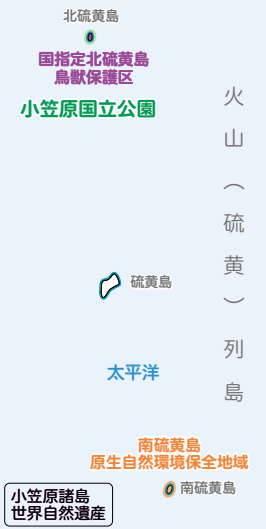 北硫黄島
国指定北硫黄島
鳥獣保護区
小笠原国立公園
火山（硫黄）列島
硫黄島
太平洋
南硫黄島
原生自然環境保全地域
南硫黄島
小笠原諸島
世界自然遺産